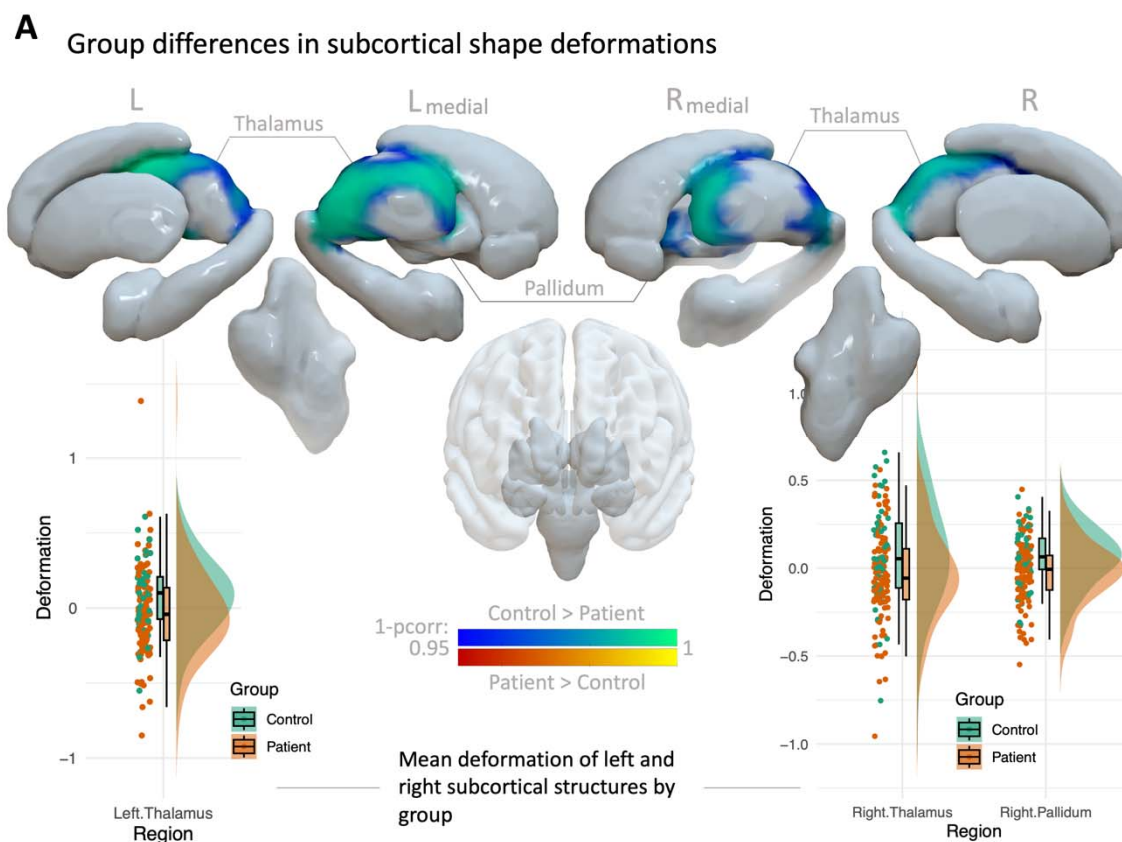 A
Group differences in subcortical shape deformations
L
L medial
R medial
R
Thalamus
Thalamus
Pallidum
1
0
−1
Deformation
Group
Control
Patient
Left.Thalamus
Region
Control > Patient
1-pcorr:
0.95
1
Patient > Control
Mean deformation of left and
right subcortical structures by
group
1.0
0.5
0.0
−0.5
−1.0
Deformation
Group
Control
Patient
Right.Thalamus
Right.Pallidum
Region